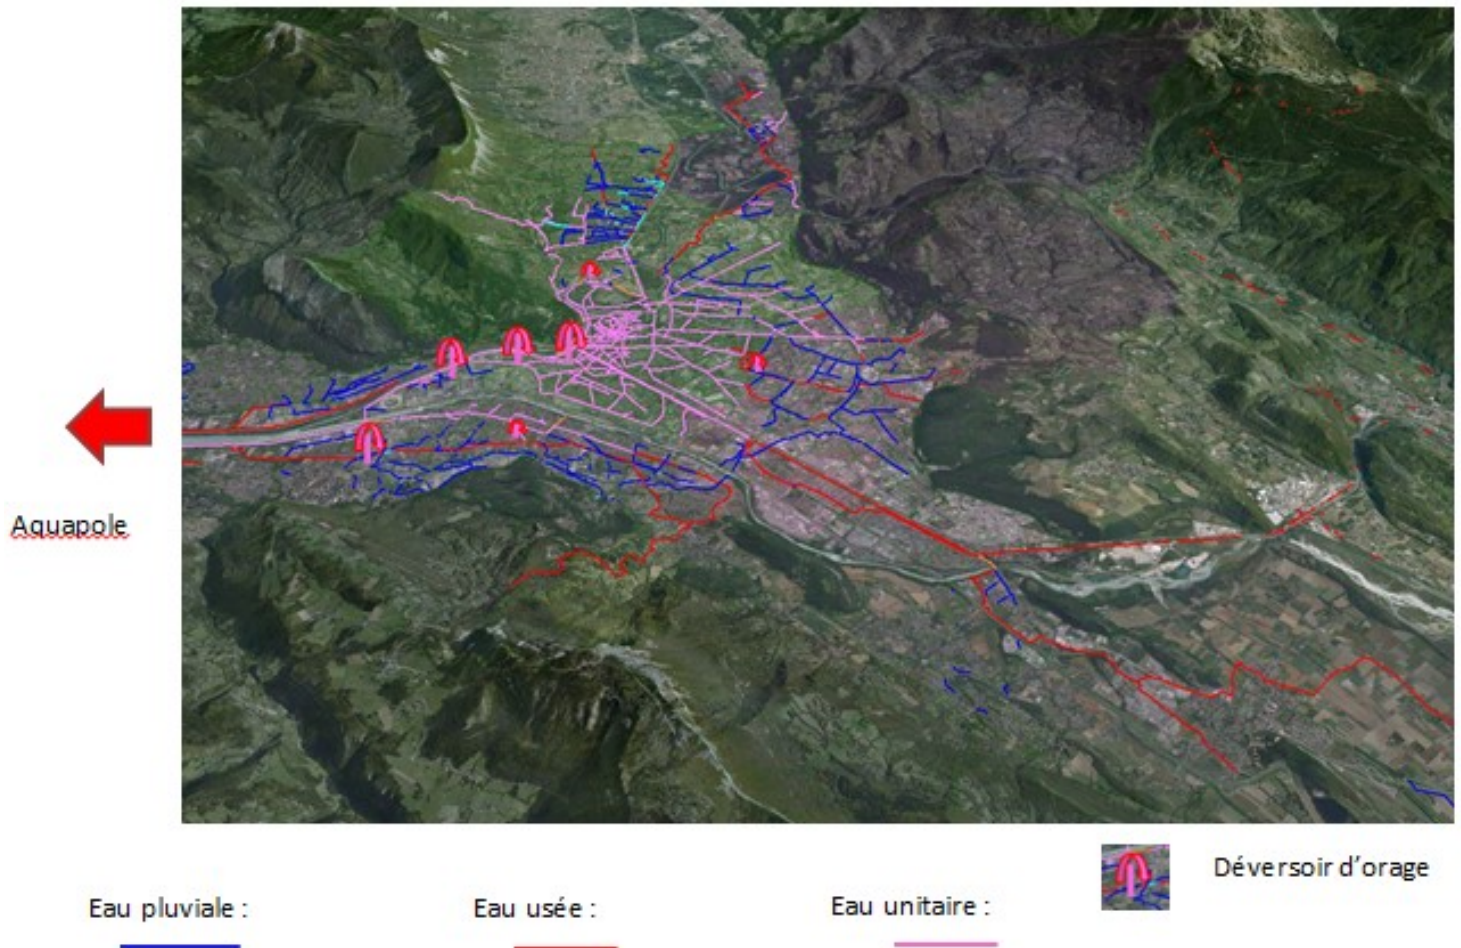 Aquapole
Déversoir d'orage
Eau pluviale :
Eau usée :
Eau unitaire :